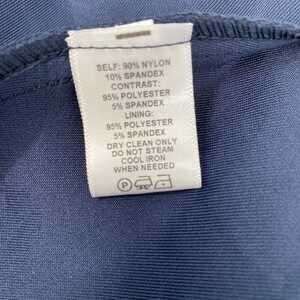 SELF: 90% NYLON
10% SPANDEX
CONTRAST:
95% POLYESTER
5% SPANDEX
LINING:
95% POLYESTER
5% SPANDEX
DRY CLEAN ONLY
DO NOT STEAM
COOL IRON
WHEN NEEDED
P